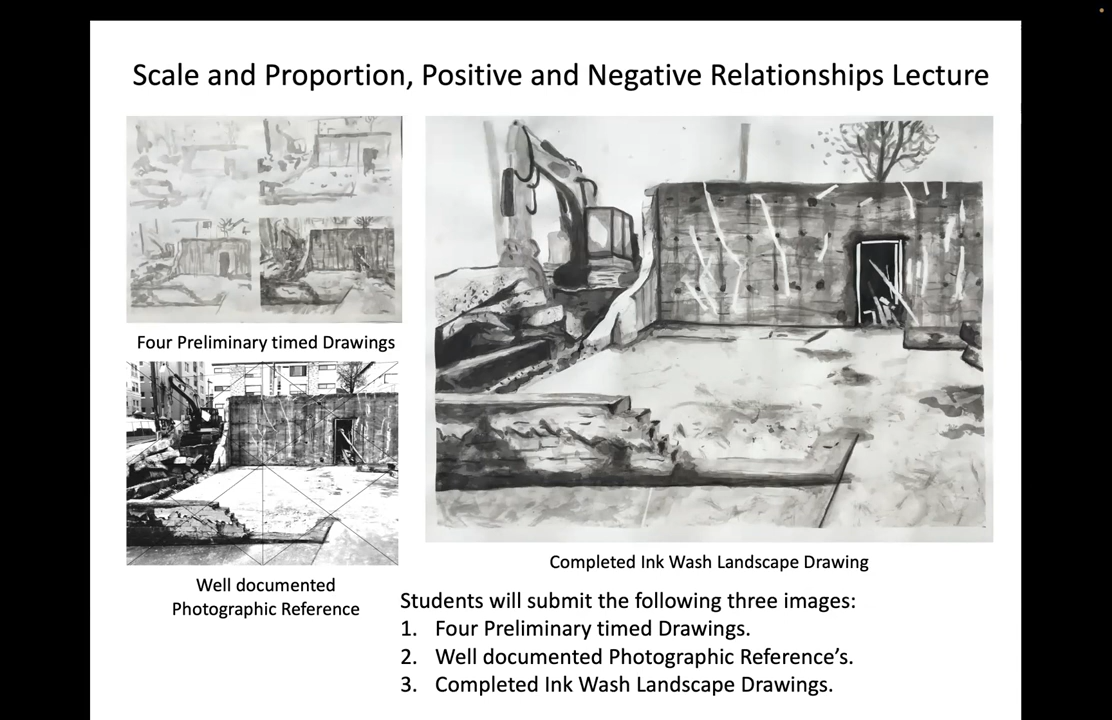 Scale and Proportion, Positive and Negative Relationships Lecture
Four Preliminary timed Drawings
Well documented
Photographic Reference
Completed Ink Wash Landscape Drawing
Students will submit the following three images:
1. Four Preliminary timed Drawings.
2. Well documented Photographic Reference’s.
3. Completed Ink Wash Landscape Drawings.